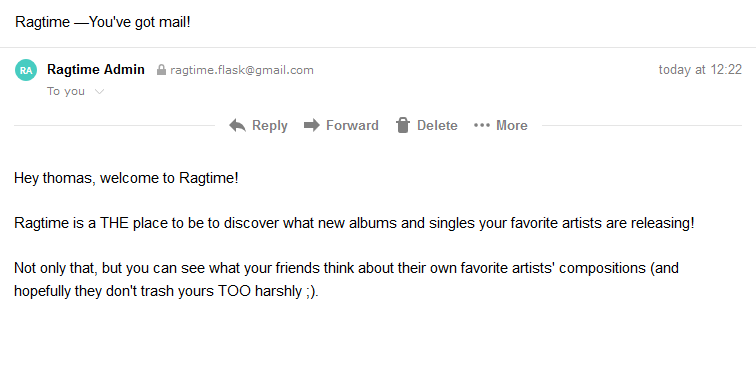 Ragtime —You've got mail!
RA Ragtime Admin ragtime.flask@gmail.com today at 12:22
To you
Reply Forward Delete More
Hey thomas, welcome to Ragtime!
Ragtime is a THE place to be to discover what new albums and singles your favorite artists are releasing!
Not only that, but you can see what your friends think about their own favorite artists' compositions (and
hopefully they don't trash yours TOO harshly ;).